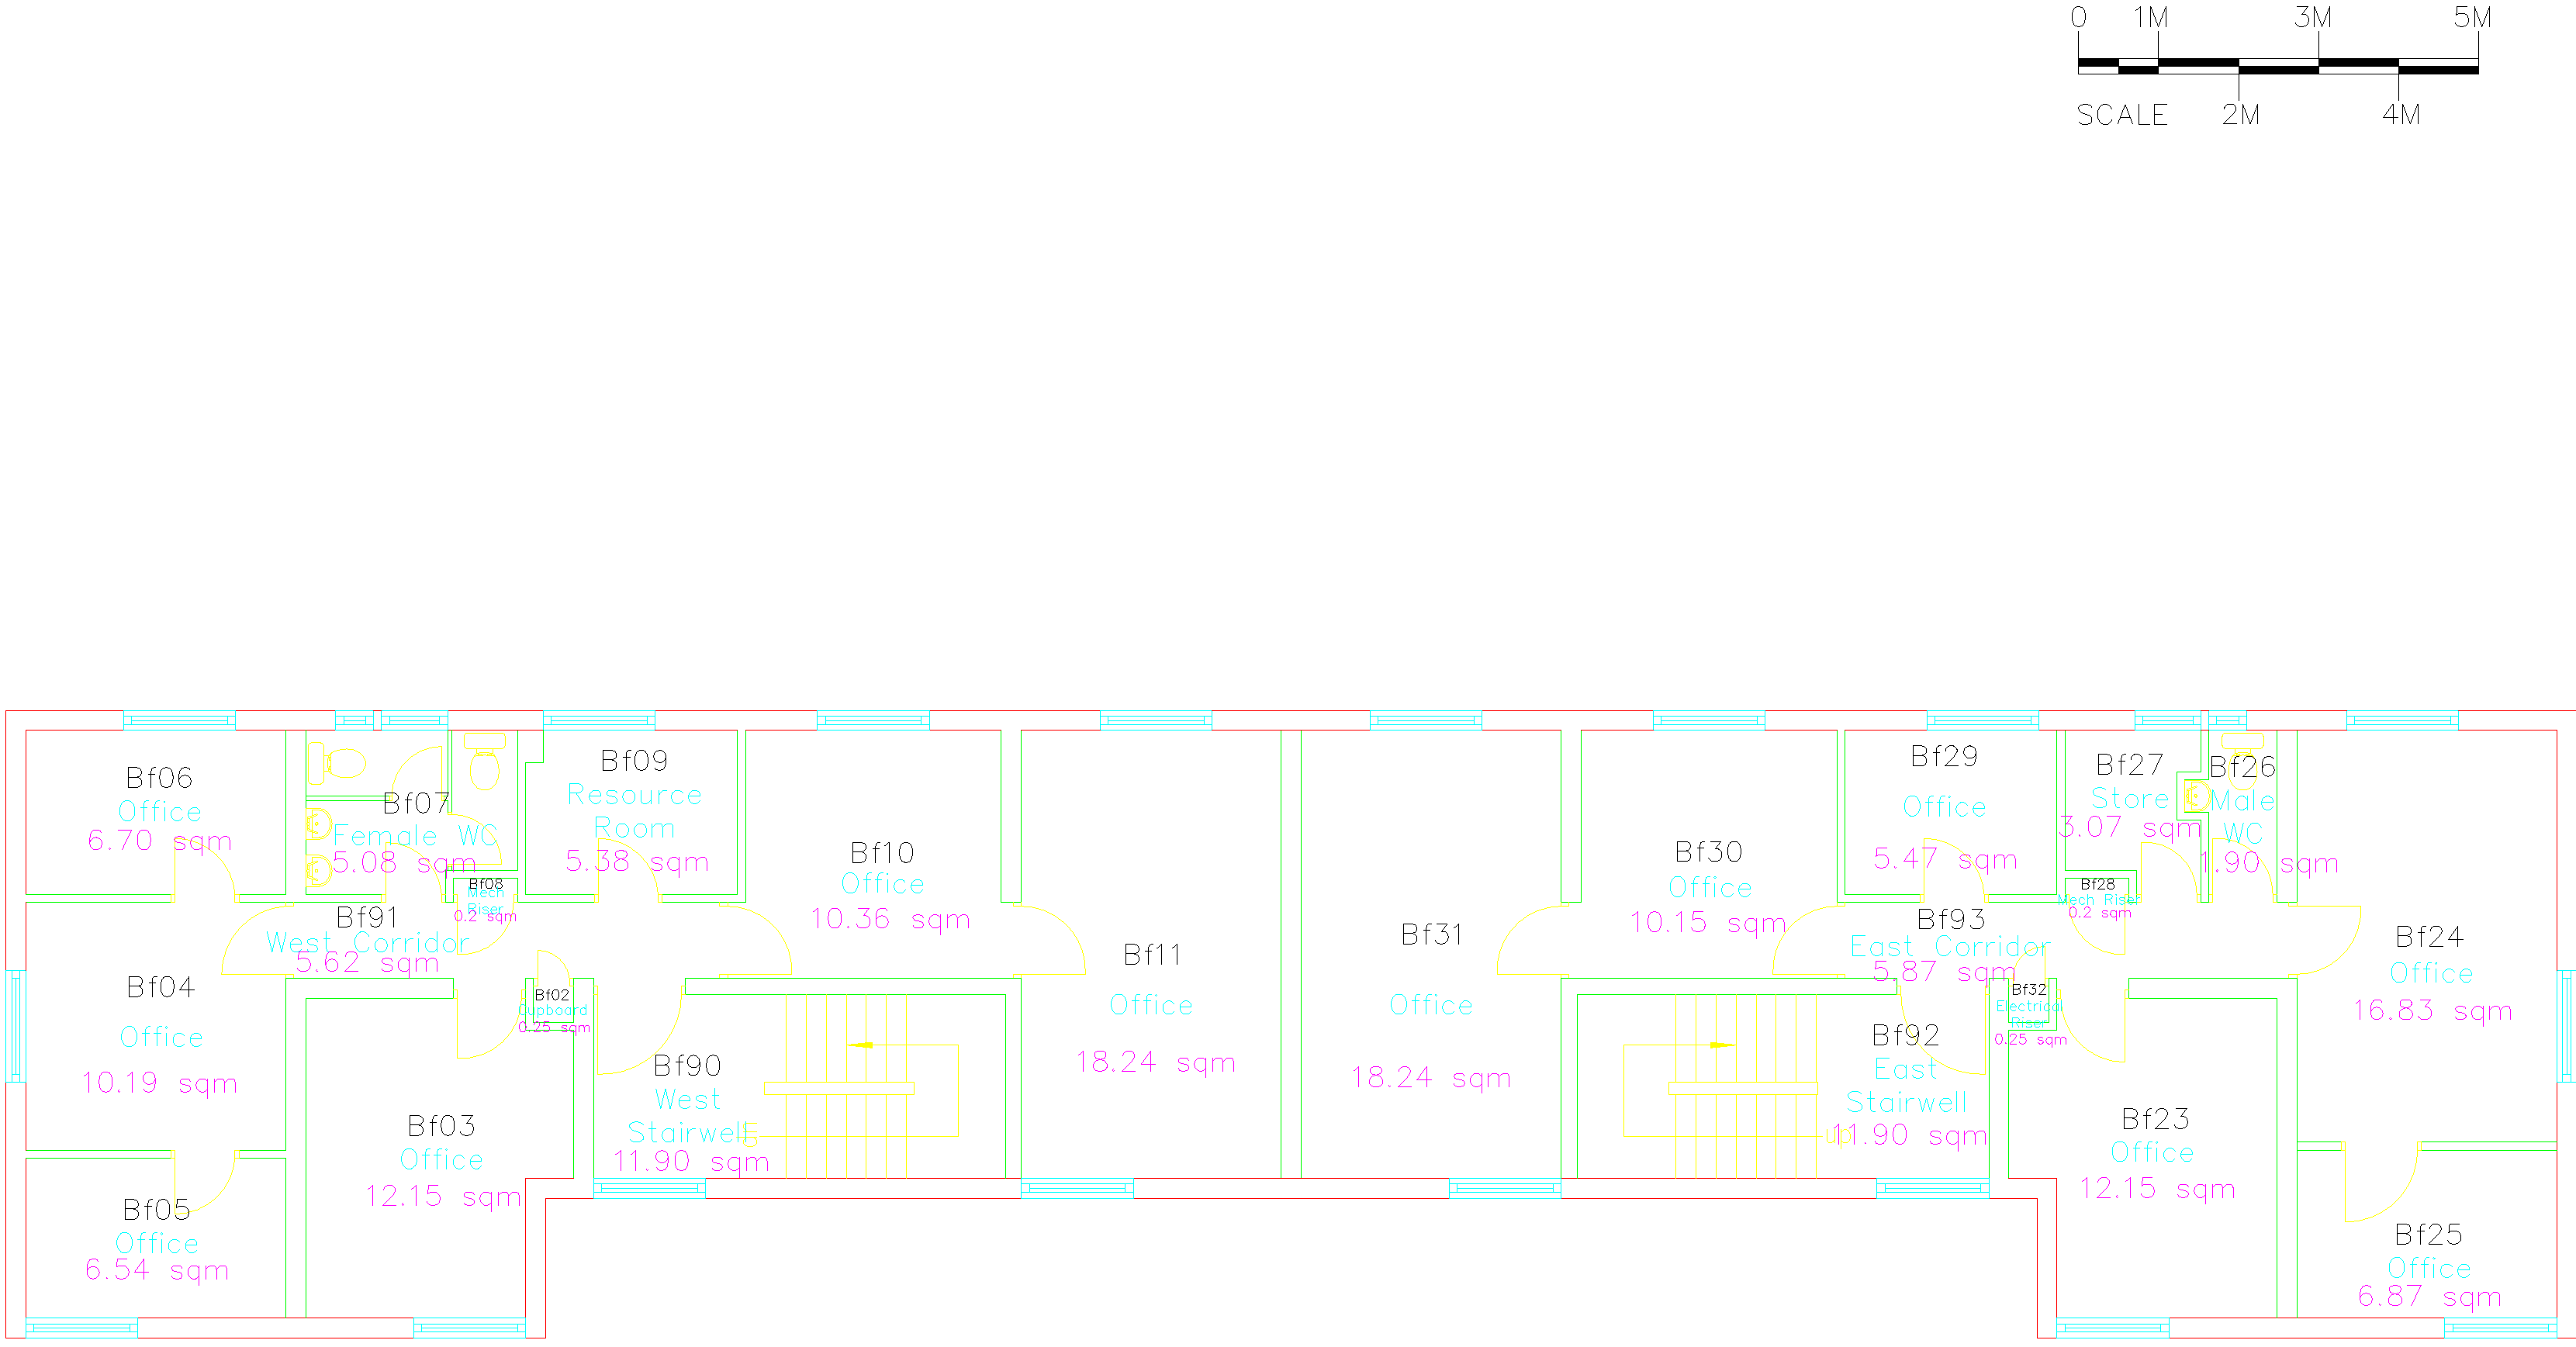 0 1M 3M 5M
SCALE 2M 4M
Bf06
Office
6.70 sqm
Bf07
Female WC
5.08 sqm
Bf08
Mech
Riser
0.2 sqm
Bf09
Resource
Room
5.38 sqm
Bf10
Office
10.36 sqm
Bf11
Office
18.24 sqm
Bf31
Office
18.24 sqm
Bf30
Office
10.15 sqm
Bf29
Office
5.47 sqm
Bf27
Store
3.07 sqm
Bf26
Male
WC
1.90 sqm
Bf28
Mech Riser
0.2 sqm
Bf91
West Corridor
5.62 sqm
Bf93
East Corridor
5.87 sqm
Bf24
Office
16.83 sqm
Bf04
Office
10.19 sqm
Bf02
Cupboard
0.25 sqm
Bf32
Electrical
Riser
0.25 sqm
Bf90
West
Stairwell
11.90 sqm
Bf92
East
Stairwell
11.90 sqm
Bf03
Office
12.15 sqm
Bf23
Office
12.15 sqm
Bf05
Office
6.54 sqm
Bf25
Office
6.87 sqm